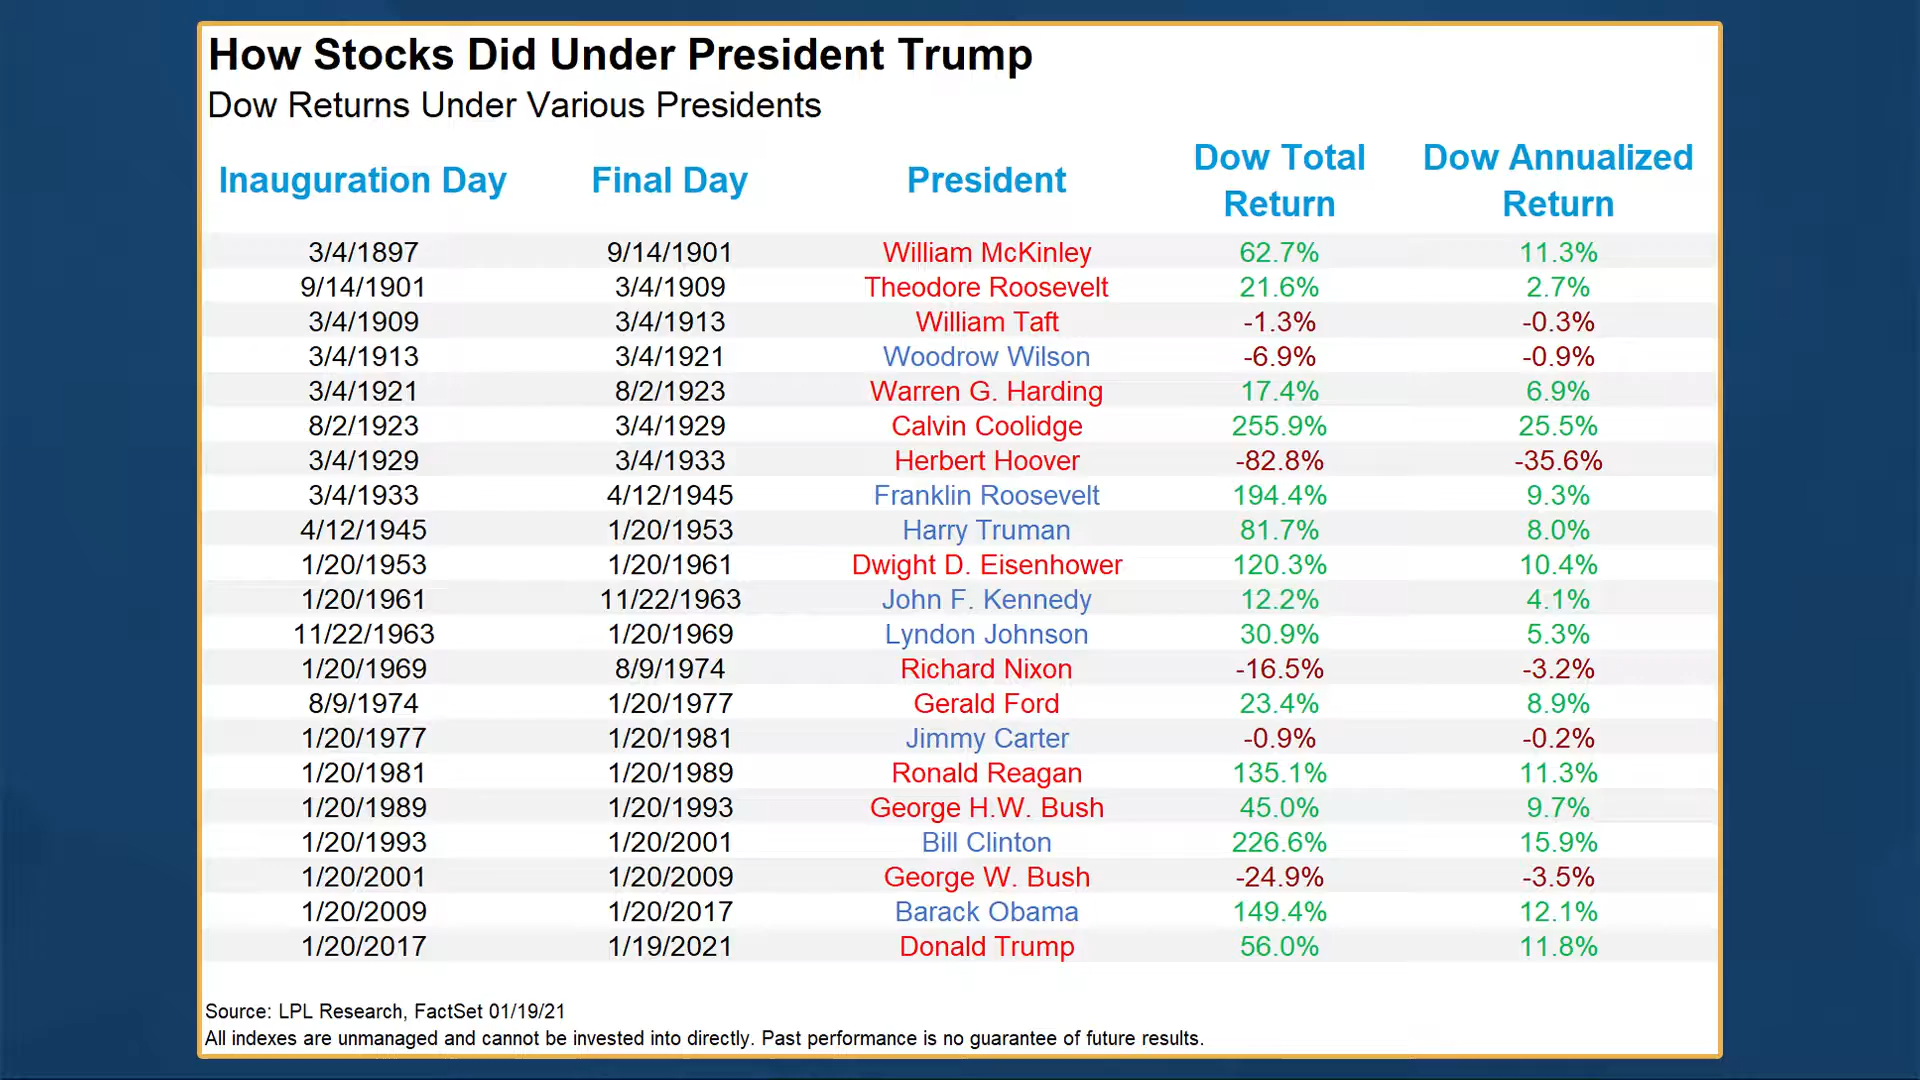 How Stocks Did Under President Trump
Dow Returns Under Various Presidents
Inauguration Day Final Day President Dow Total Return Dow Annualized Return
3/4/1897 9/14/1901 William McKinley 62.7% 11.3%
9/14/1901 3/4/1909 Theodore Roosevelt 21.6% 2.7%
3/4/1909 3/4/1913 William Taft -1.3% -0.3%
3/4/1913 3/4/1921 Woodrow Wilson -6.9% -0.9%
3/4/1921 8/2/1923 Warren G. Harding 17.4% 6.9%
8/2/1923 3/4/1929 Calvin Coolidge 255.9% 25.5%
3/4/1929 3/4/1933 Herbert Hoover -82.8% -35.6%
3/4/1933 4/12/1945 Franklin Roosevelt 194.4% 9.3%
4/12/1945 1/20/1953 Harry Truman 81.7% 8.0%
1/20/1953 1/20/1961 Dwight D. Eisenhower 120.3% 10.4%
1/20/1961 11/22/1963 John F. Kennedy 12.2% 4.1%
11/22/1963 1/20/1969 Lyndon Johnson 30.9% 5.3%
1/20/1969 8/9/1974 Richard Nixon -16.5% -3.2%
8/9/1974 1/20/1977 Gerald Ford 23.4% 8.9%
1/20/1977 1/20/1981 Jimmy Carter -0.9% -0.2%
1/20/1981 1/20/1989 Ronald Reagan 135.1% 11.3%
1/20/1989 1/20/1993 George H.W. Bush 45.0% 9.7%
1/20/1993 1/20/2001 Bill Clinton 226.6% 15.9%
1/20/2001 1/20/2009 George W. Bush -24.9% -3.5%
1/20/2009 1/20/2017 Barack Obama 149.4% 12.1%
1/20/2017 1/19/2021 Donald Trump 56.0% 11.8%
Source: LPL Research, FactSet 01/19/21
All indexes are unmanaged and cannot be invested into directly. Past performance is no guarantee of future results.